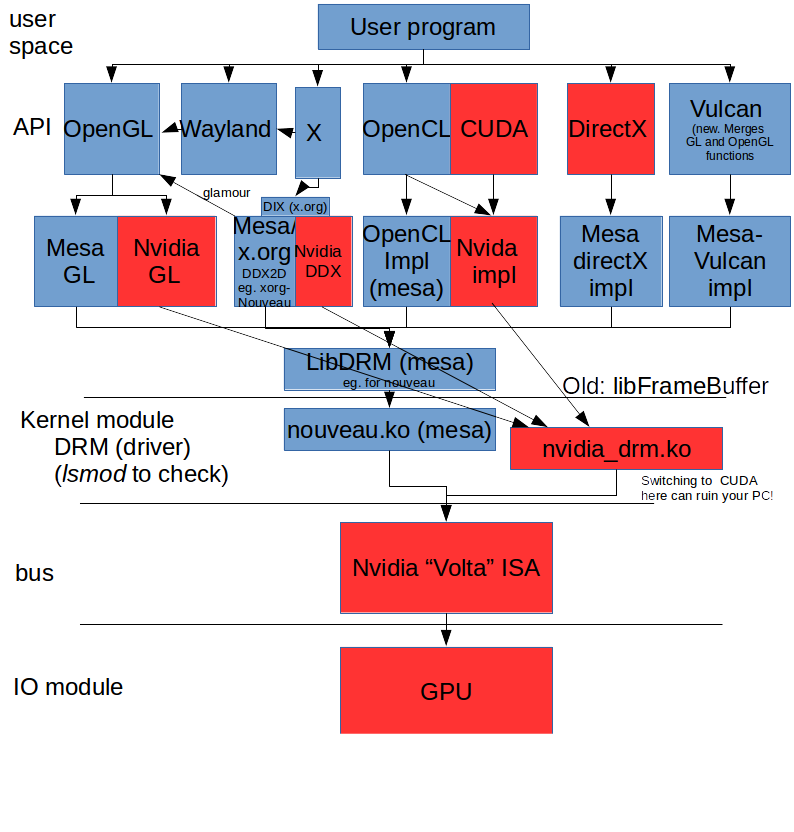 user
space
User program
API
OpenGL
Wayland
X
OpenCL
CUDA
DirectX
Vulcan
(new. Merges
GL and OpenGL
functions
glamour
DIX (x.org)
Mesa
GL
Nvidia
GL
Mesa/
x.org
DDX2D
eg. xorg-
Nouveau
Nvidia
DDX
OpenCL
Impl
(mesa)
Nvida
impl
Mesa
directX
impl
Mesa-
Vulcan
impl
LibDRM (mesa)
eg. for nouveau
Old: libFrameBuffer
Kernel module
DRM (driver)
(lsmod to check)
nouveau.ko (mesa)
nvidia_drm.ko
Switching to CUDA
here can ruin your PC!
bus
Nvidia “Volta” ISA
IO module
GPU